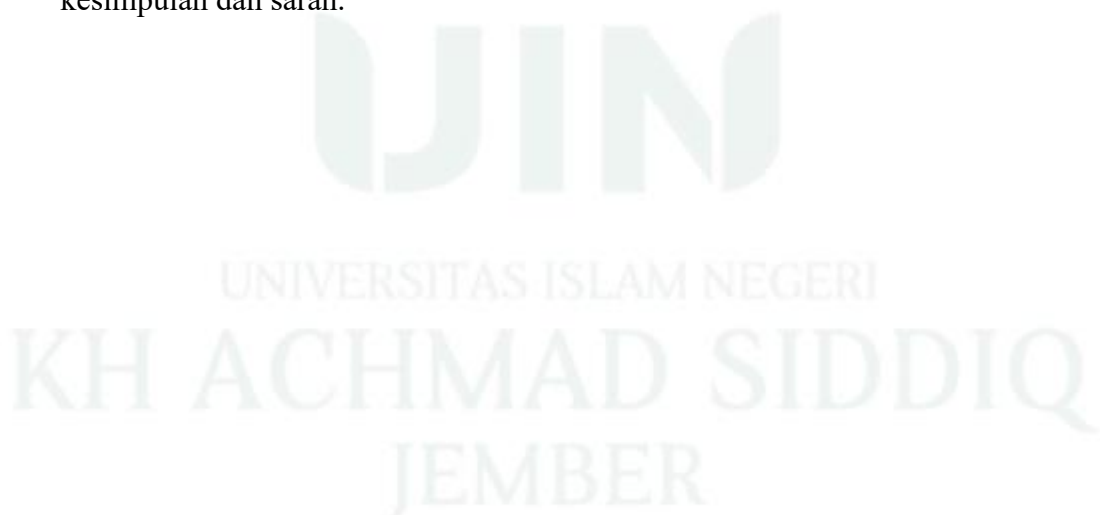 kesimpulan dan saran.
UIN
UNIVERSITAS ISLAM NEGERI
KH ACHMAD SIDDIQ
JEMBER